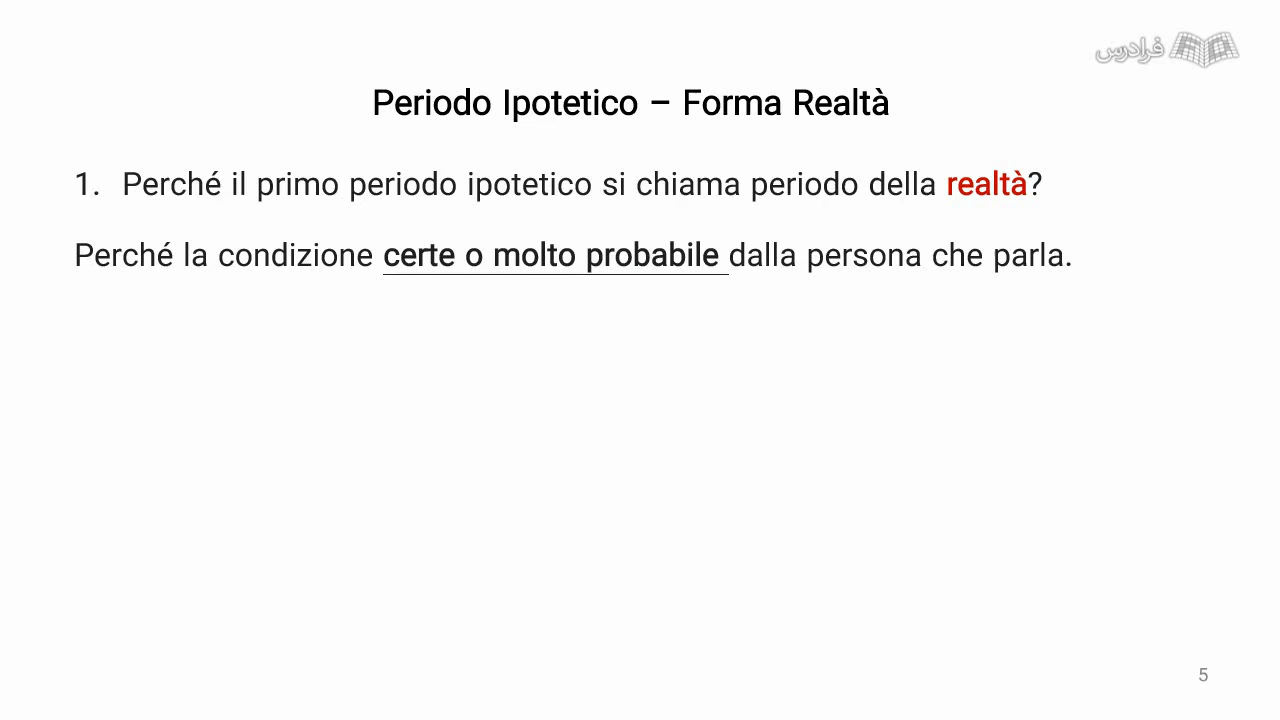 فرادرس
Periodo Ipotetico – Forma Realtà
1. Perché il primo periodo ipotetico si chiama periodo della realtà?
Perché la condizione certe o molto probabile dalla persona che parla.
5